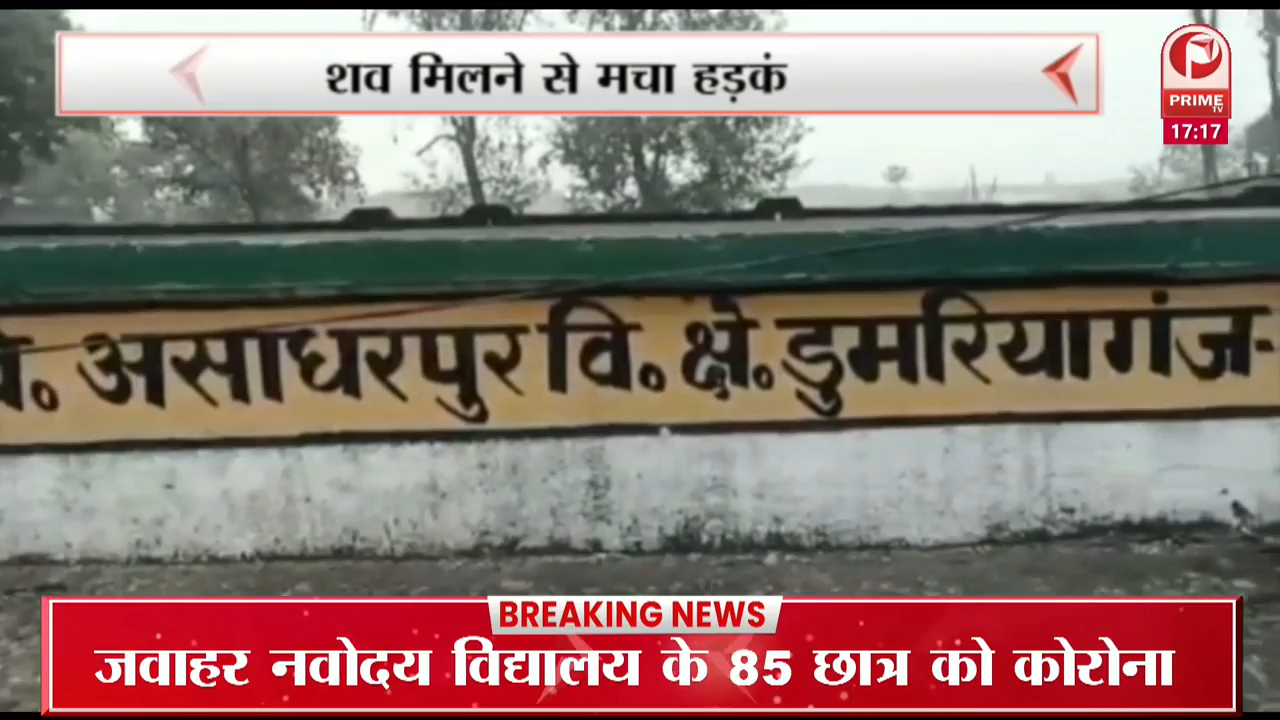 शव मिलने से मचा हड़कं
PRIME
TV
17:17
वि. असाधरपुर वि. क्षे. डुमरियागंज-
BREAKING NEWS
जवाहर नवोदय विद्यालय के 85 छात्र को कोरोना